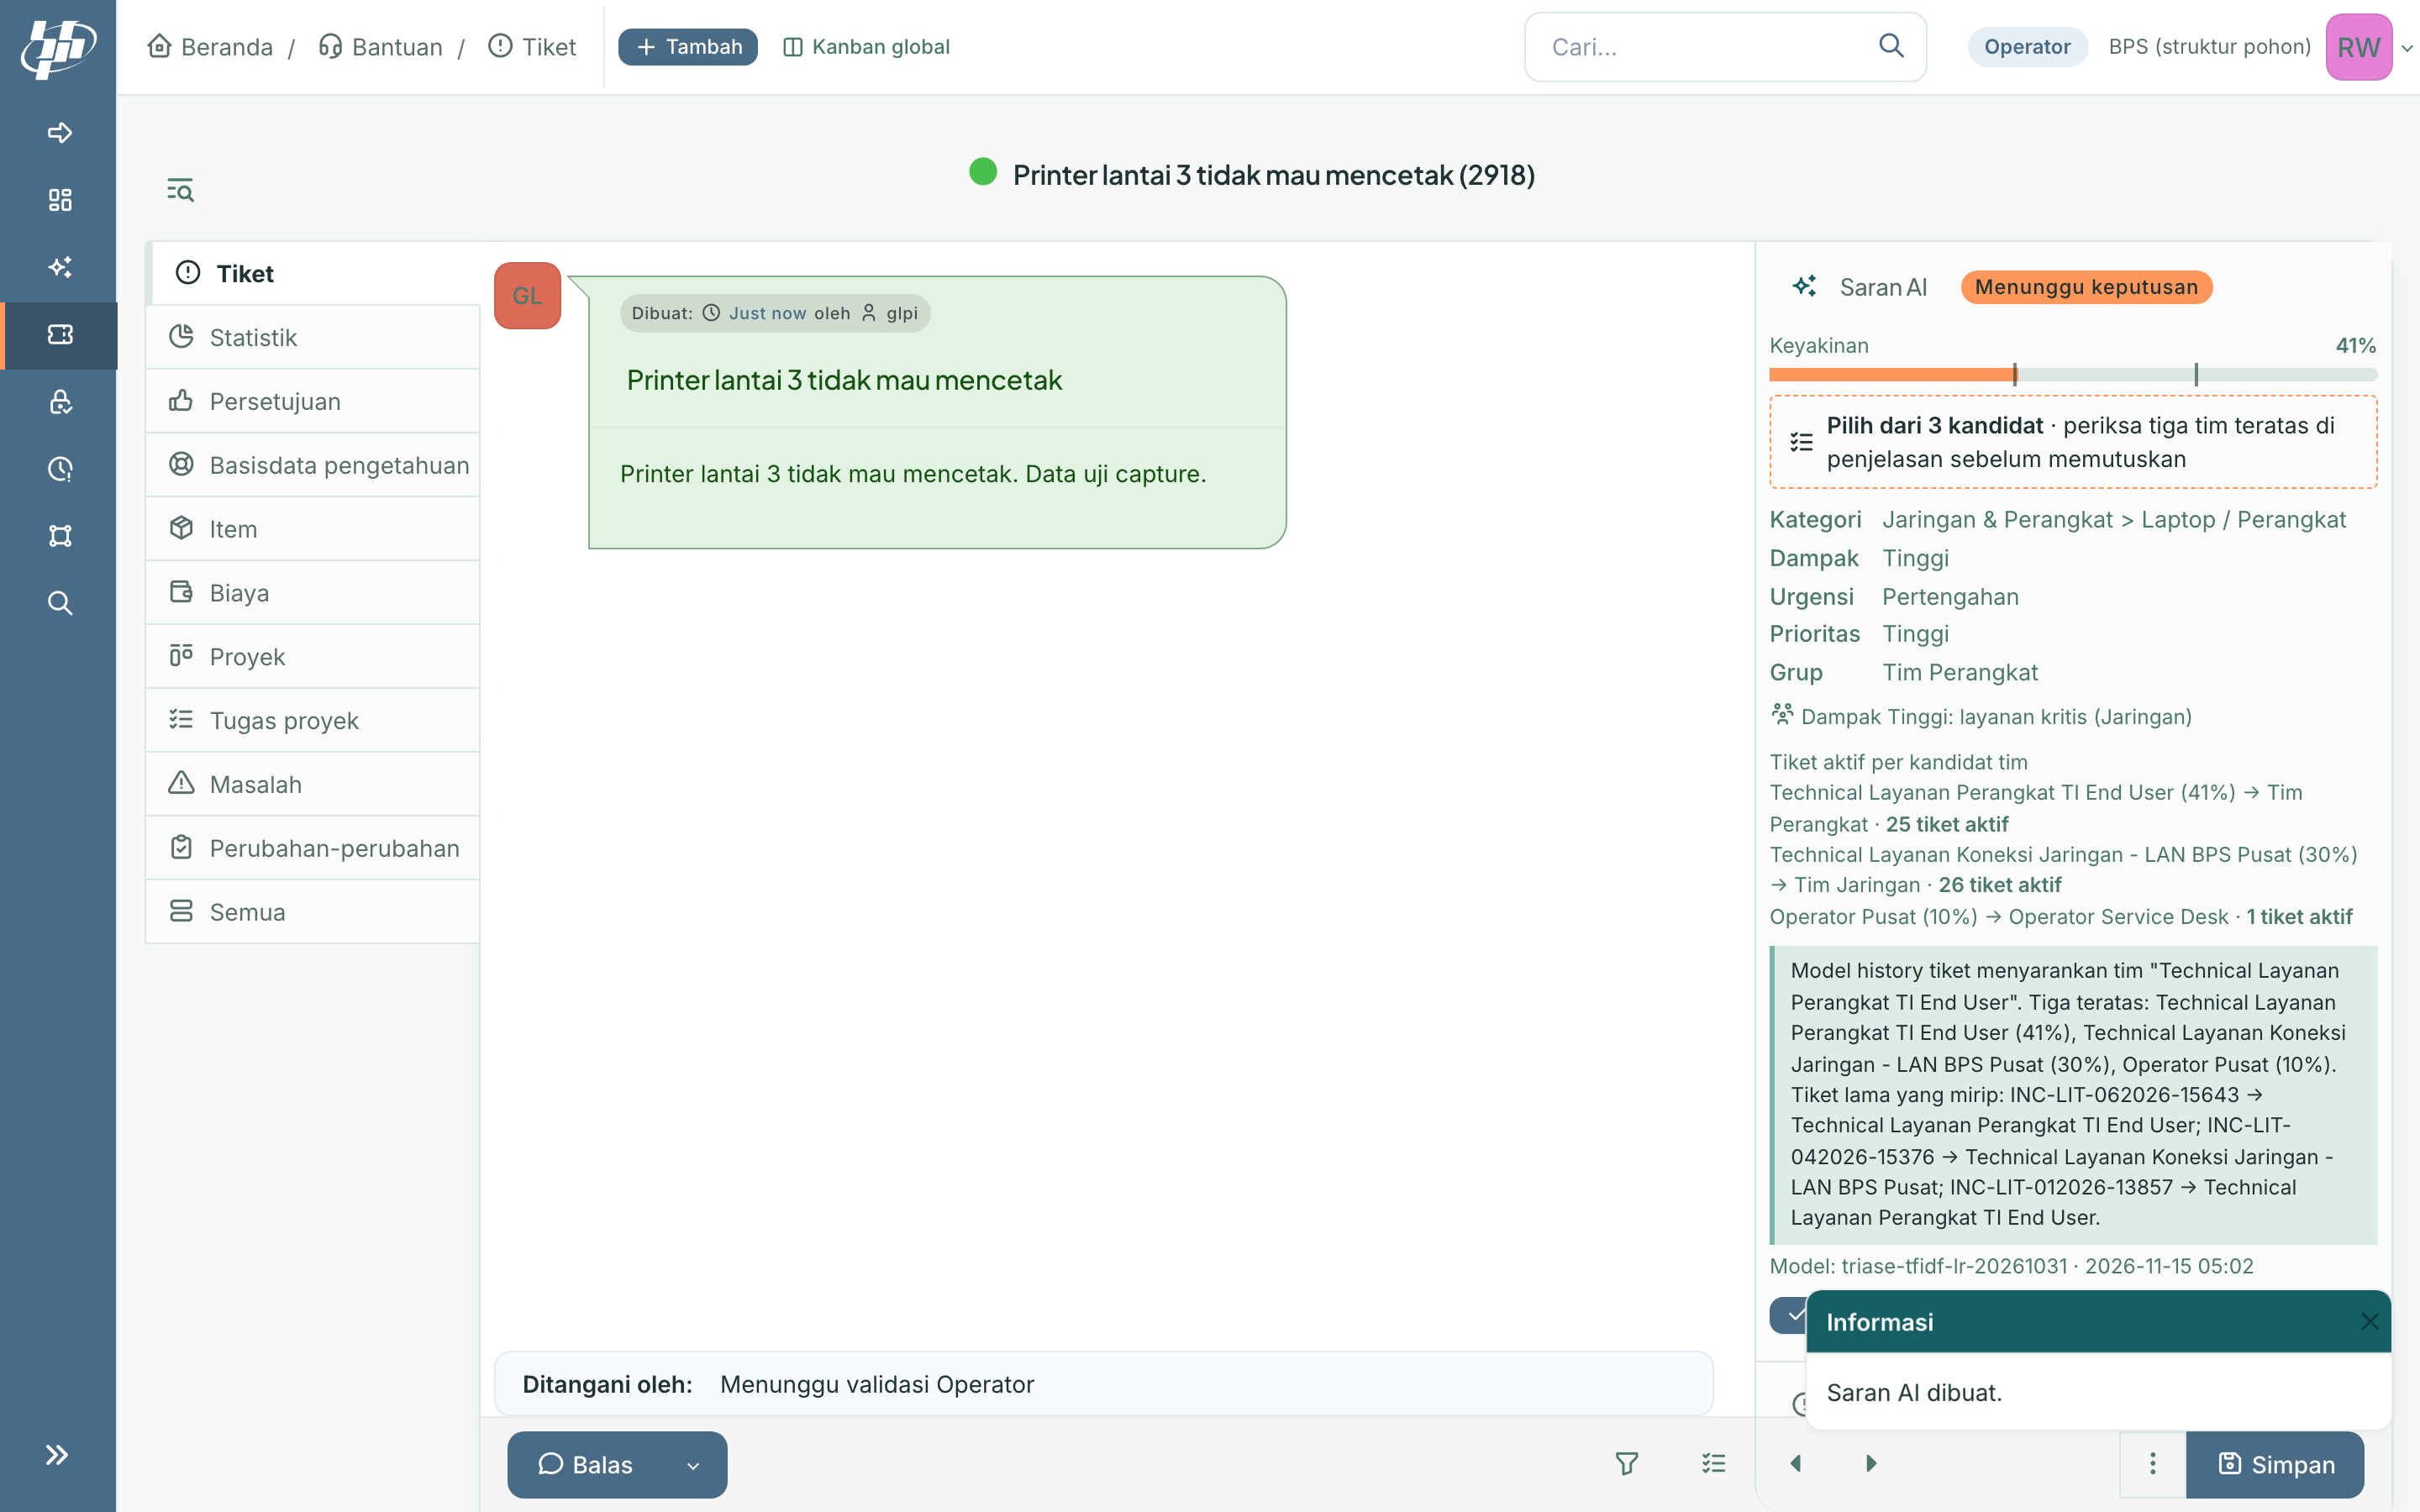 Beranda / Bantuan / Tiket
+ Tambah
Kanban global
Cari...
Operator
BPS (struktur pohon)
RW
Printer lantai 3 tidak mau mencetak (2918)
Tiket
Statistik
Persetujuan
Basisdata pengetahuan
Item
Biaya
Proyek
Tugas proyek
Masalah
Perubahan-perubahan
Semua
GL
Dibuat: Just now oleh glpi
Printer lantai 3 tidak mau mencetak
Printer lantai 3 tidak mau mencetak. Data uji capture.
Ditangani oleh: Menunggu validasi Operator
Balas
Saran AI
Menunggu keputusan
Keyakinan 41%
Pilih dari 3 kandidat · periksa tiga tim teratas di
penjelasan sebelum memutuskan
Kategori Jaringan & Perangkat > Laptop / Perangkat
Dampak Tinggi
Urgensi Pertengahan
Prioritas Tinggi
Grup Tim Perangkat
Dampak Tinggi: layanan kritis (Jaringan)
Tiket aktif per kandidat tim
Technical Layanan Perangkat TI End User (41%) → Tim
Perangkat · 25 tiket aktif
Technical Layanan Koneksi Jaringan - LAN BPS Pusat (30%)
→ Tim Jaringan · 26 tiket aktif
Operator Pusat (10%) → Operator Service Desk · 1 tiket aktif
Model history tiket menyarankan tim "Technical Layanan
Perangkat TI End User". Tiga teratas: Technical Layanan
Perangkat TI End User (41%), Technical Layanan Koneksi
Jaringan - LAN BPS Pusat (30%), Operator Pusat (10%).
Tiket lama yang mirip: INC-LIT-062026-15643 →
Technical Layanan Perangkat TI End User; INC-LIT-
042026-15376 → Technical Layanan Koneksi Jaringan -
LAN BPS Pusat; INC-LIT-012026-13857 → Technical
Layanan Perangkat TI End User.
Model: triase-tfidf-lr-20261031 · 2026-11-15 05:02
Informasi
Saran AI dibuat.
Simpan